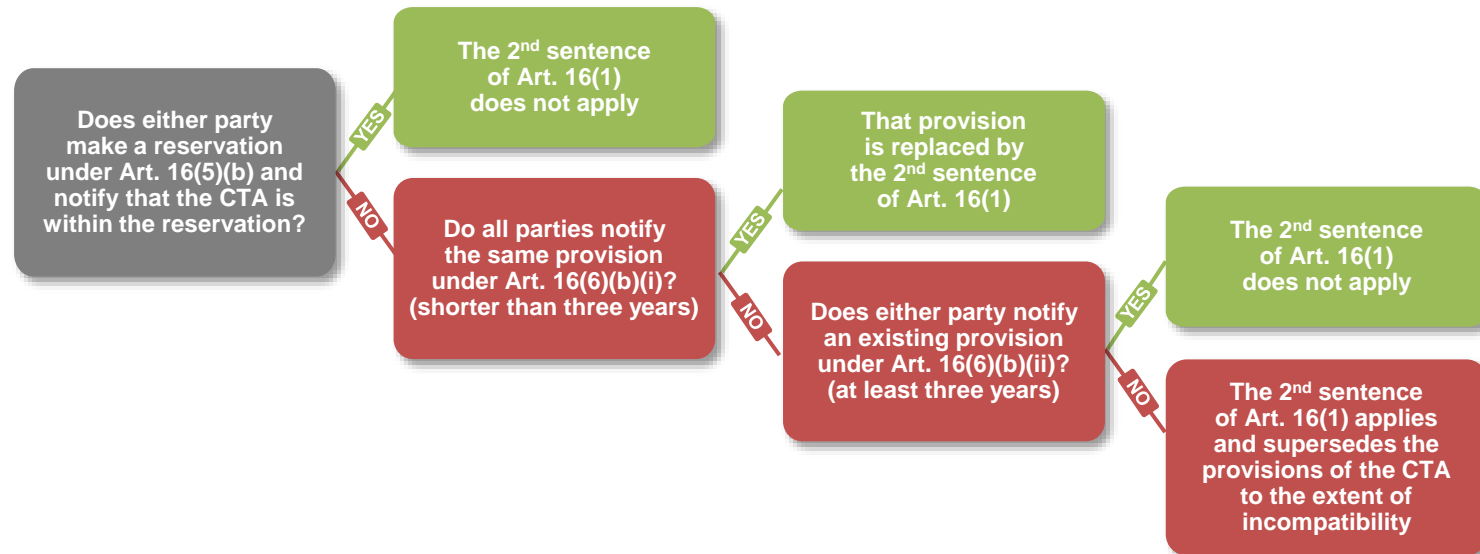 Does either party
make a reservation
under Art. 16(5)(b) and
notify that the CTA is
within the reservation?
YES
The 2nd sentence
of Art. 16(1)
does not apply
NO
Do all parties notify
the same provision
under Art. 16(6)(b)(i)?
(shorter than three years)
YES
That provision
is replaced by
the 2nd sentence
of Art. 16(1)
NO
Does either party notify
an existing provision
under Art. 16(6)(b)(ii)?
(at least three years)
YES
The 2nd sentence
of Art. 16(1)
does not apply
NO
The 2nd sentence
of Art. 16(1) applies
and supersedes the
provisions of the CTA
to the extent of
incompatibility